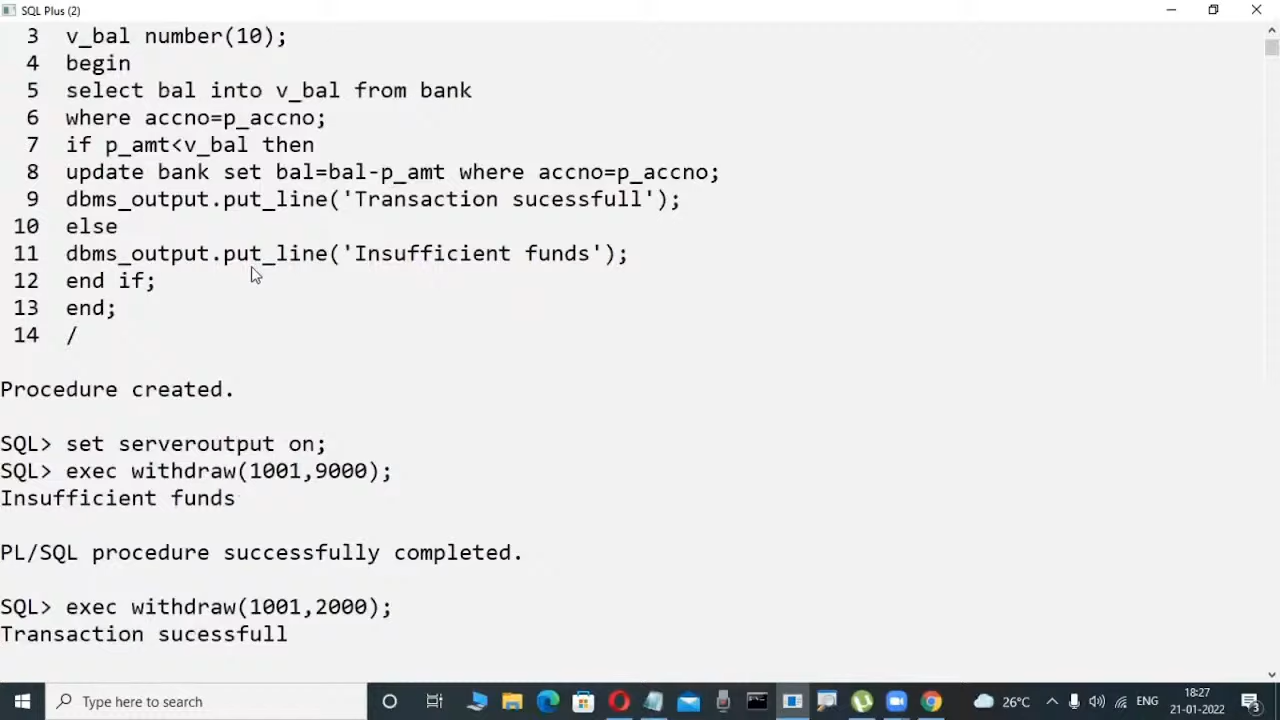 SQL Plus (2)
3 v_bal number(10);
4 begin
5 select bal into v_bal from bank
6 where accno=p_accno;
7 if p_amt<v_bal then
8 update bank set bal=bal-p_amt where accno=p_accno;
9 dbms_output.put_line('Transaction sucessfull');
10 else
11 dbms_output.put_line('Insufficient funds');
12 end if;
13 end;
14 /
Procedure created.
SQL> set serveroutput on;
SQL> exec withdraw(1001,9000);
Insufficient funds
PL/SQL procedure successfully completed.
SQL> exec withdraw(1001,2000);
Transaction sucessfull
Type here to search
26°C
ENG
18:27
21-01-2022
3